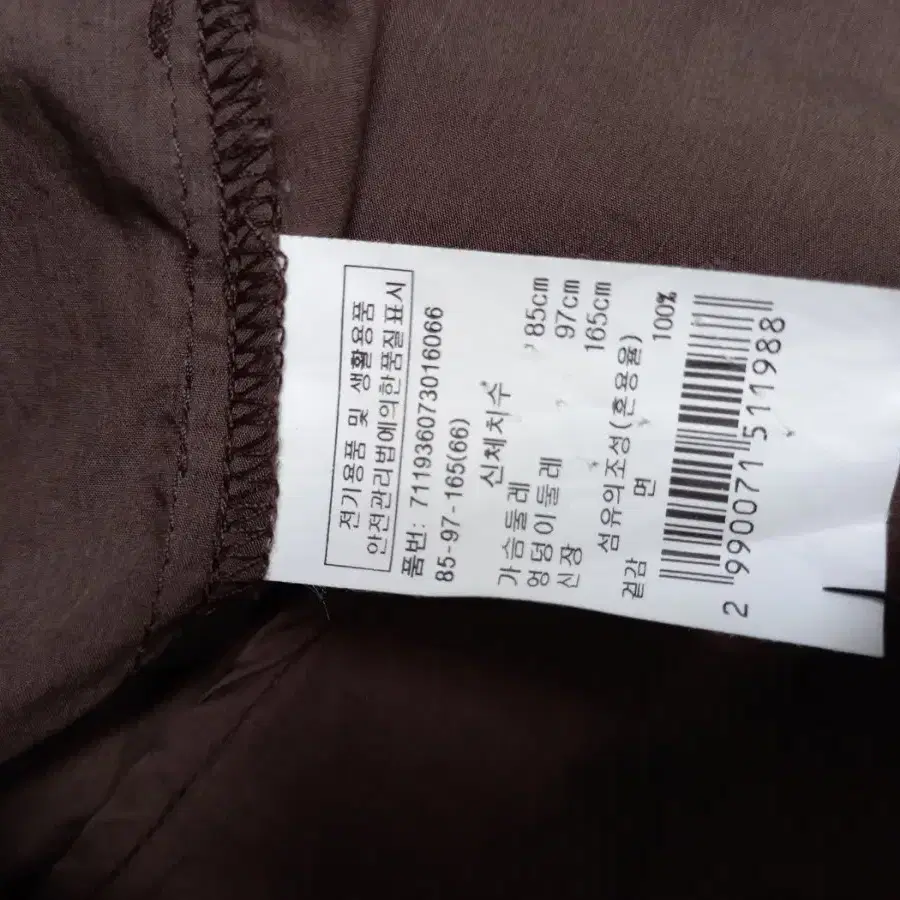 전기용품 및 생활용품
안전관리법에의한품질표시
품번: 711936073016066
85-97-165(66)
신체치수
가슴둘레 85cm
엉덩이둘레 97cm
신장 165cm
섬유의조성(혼용율)
겉감 면 100%
2 990071 511988